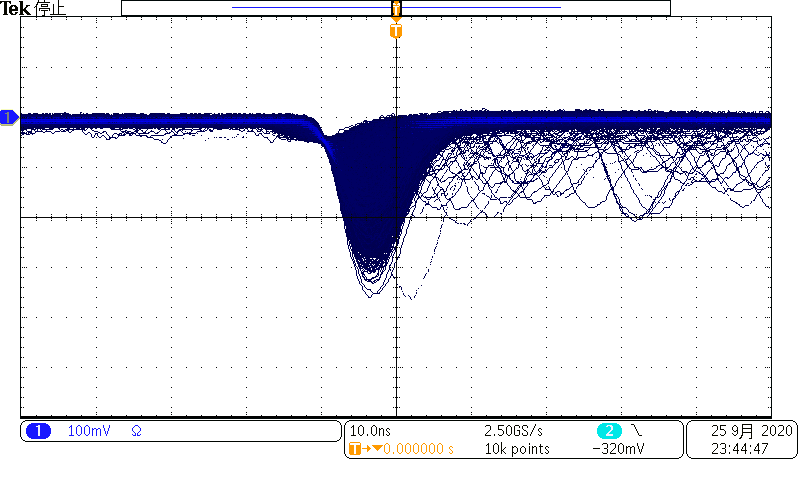 Tek 停止
T
T
1
1 100mV Ω
10.0ns 2.50GS/s 2
T→▼0.000000 s 10k points −320mV
25 9月 2020
23:44:47